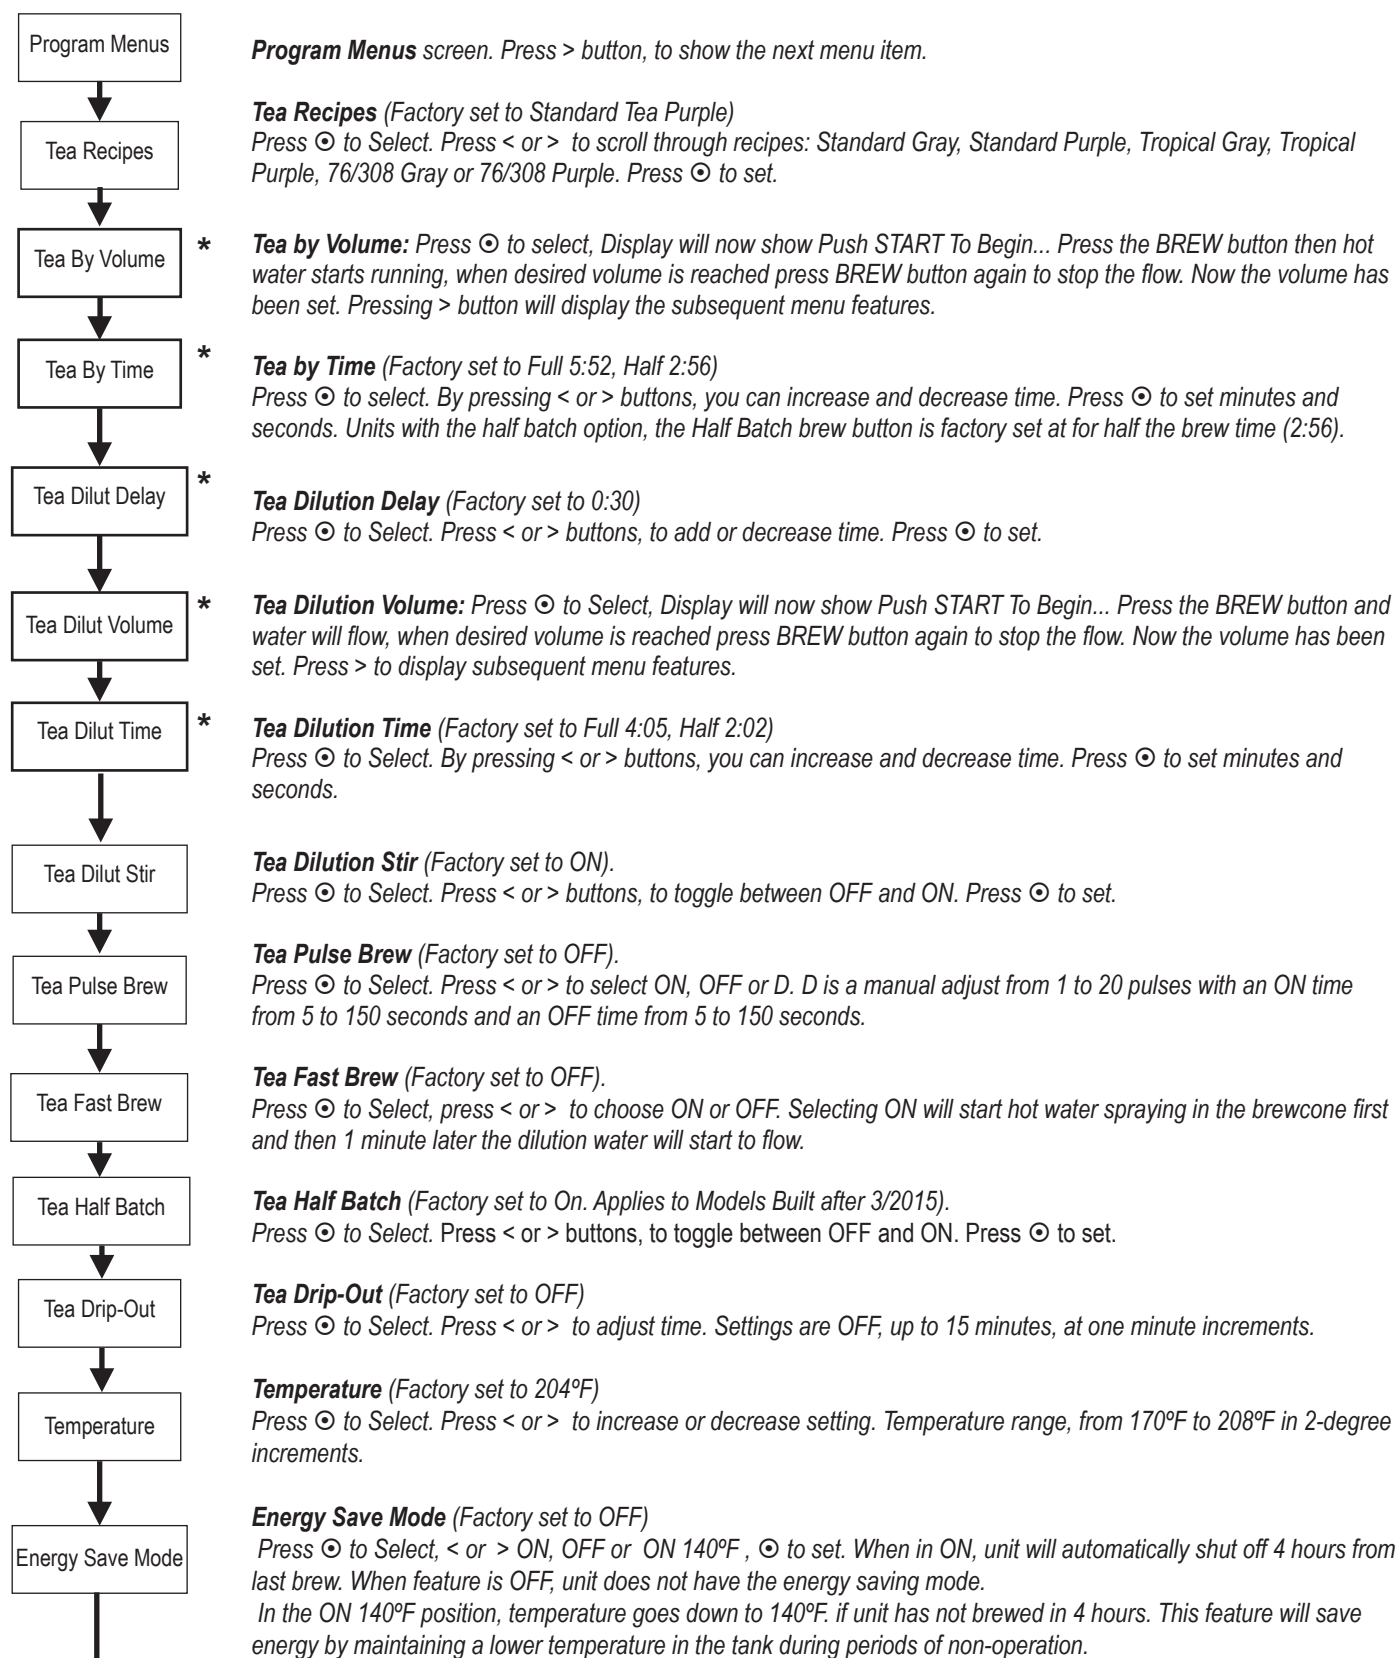 Program Menus
Program Menus screen. Press > button, to show the next menu item.
Tea Recipes
Tea Recipes (Factory set to Standard Tea Purple)
Press ⊙ to Select. Press < or > to scroll through recipes: Standard Gray, Standard Purple, Tropical Gray, Tropical
Purple, 76/308 Gray or 76/308 Purple. Press ⊙ to set.
Tea By Volume *
Tea by Volume: Press ⊙ to select, Display will now show Push START To Begin... Press the BREW button then hot
water starts running, when desired volume is reached press BREW button again to stop the flow. Now the volume has
been set. Pressing > button will display the subsequent menu features.
Tea By Time *
Tea by Time (Factory set to Full 5:52, Half 2:56)
Press ⊙ to select. By pressing < or > buttons, you can increase and decrease time. Press ⊙ to set minutes and
seconds. Units with the half batch option, the Half Batch brew button is factory set at for half the brew time (2:56).
Tea Dilut Delay *
Tea Dilution Delay (Factory set to 0:30)
Press ⊙ to Select. Press < or > buttons, to add or decrease time. Press ⊙ to set.
Tea Dilut Volume *
Tea Dilution Volume: Press ⊙ to Select, Display will now show Push START To Begin... Press the BREW button and
water will flow, when desired volume is reached press BREW button again to stop the flow. Now the volume has been
set. Press > to display subsequent menu features.
Tea Dilut Time *
Tea Dilution Time (Factory set to Full 4:05, Half 2:02)
Press ⊙ to Select. By pressing < or > buttons, you can increase and decrease time. Press ⊙ to set minutes and
seconds.
Tea Dilut Stir
Tea Dilution Stir (Factory set to ON).
Press ⊙ to Select. Press < or > buttons, to toggle between OFF and ON. Press ⊙ to set.
Tea Pulse Brew
Tea Pulse Brew (Factory set to OFF).
Press ⊙ to Select. Press < or > to select ON, OFF or D. D is a manual adjust from 1 to 20 pulses with an ON time
from 5 to 150 seconds and an OFF time from 5 to 150 seconds.
Tea Fast Brew
Tea Fast Brew (Factory set to OFF).
Press ⊙ to Select, press < or > to choose ON or OFF. Selecting ON will start hot water spraying in the brewcone first
and then 1 minute later the dilution water will start to flow.
Tea Half Batch
Tea Half Batch (Factory set to On. Applies to Models Built after 3/2015).
Press ⊙ to Select. Press < or > buttons, to toggle between OFF and ON. Press ⊙ to set.
Tea Drip-Out
Tea Drip-Out (Factory set to OFF)
Press ⊙ to Select. Press < or > to adjust time. Settings are OFF, up to 15 minutes, at one minute increments.
Temperature
Temperature (Factory set to 204ºF)
Press ⊙ to Select. Press < or > to increase or decrease setting. Temperature range, from 170ºF to 208ºF in 2-degree
increments.
Energy Save Mode
Energy Save Mode (Factory set to OFF)
Press ⊙ to Select, < or > ON, OFF or ON 140ºF , ⊙ to set. When in ON, unit will automatically shut off 4 hours from
last brew. When feature is OFF, unit does not have the energy saving mode.
In the ON 140ºF position, temperature goes down to 140ºF. if unit has not brewed in 4 hours. This feature will save
energy by maintaining a lower temperature in the tank during periods of non-operation.